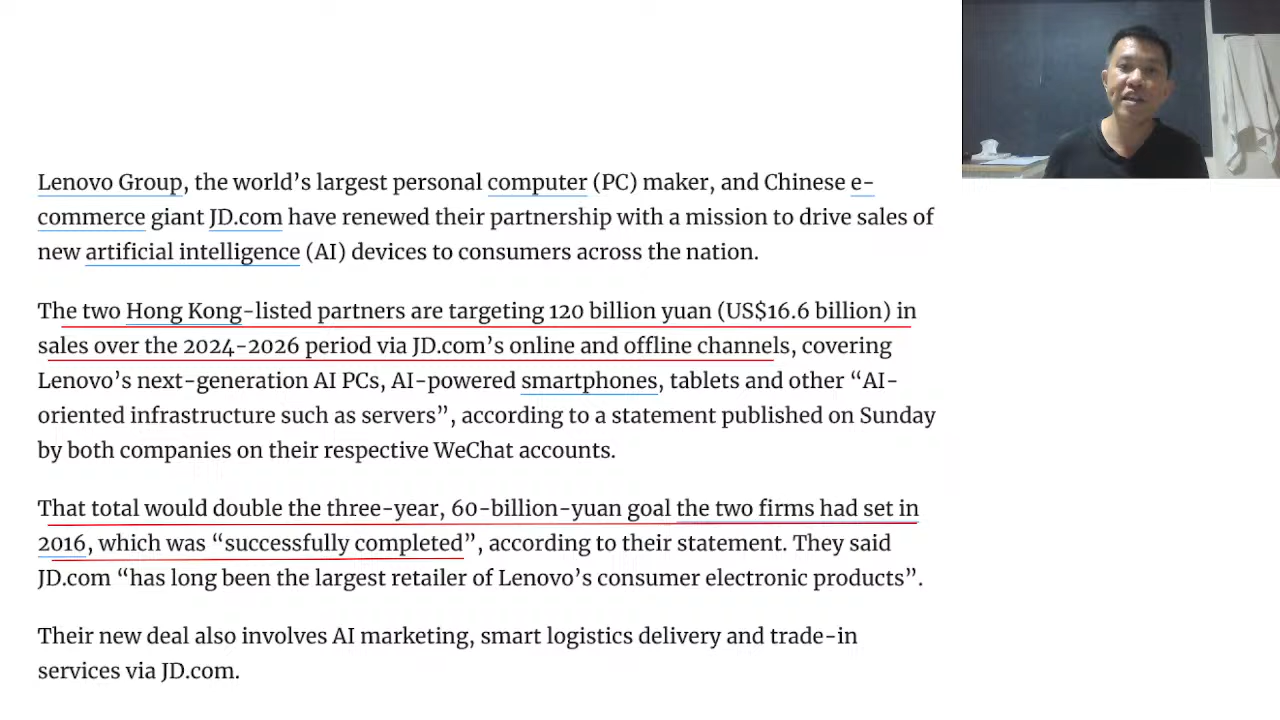 Lenovo Group, the world’s largest personal computer (PC) maker, and Chinese e-
commerce giant JD.com have renewed their partnership with a mission to drive sales of
new artificial intelligence (AI) devices to consumers across the nation.
The two Hong Kong-listed partners are targeting 120 billion yuan (US$16.6 billion) in
sales over the 2024-2026 period via JD.com’s online and offline channels, covering
Lenovo’s next-generation AI PCs, AI-powered smartphones, tablets and other “AI-
oriented infrastructure such as servers”, according to a statement published on Sunday
by both companies on their respective WeChat accounts.
That total would double the three-year, 60-billion-yuan goal the two firms had set in
2016, which was “successfully completed”, according to their statement. They said
JD.com “has long been the largest retailer of Lenovo’s consumer electronic products”.
Their new deal also involves AI marketing, smart logistics delivery and trade-in
services via JD.com.